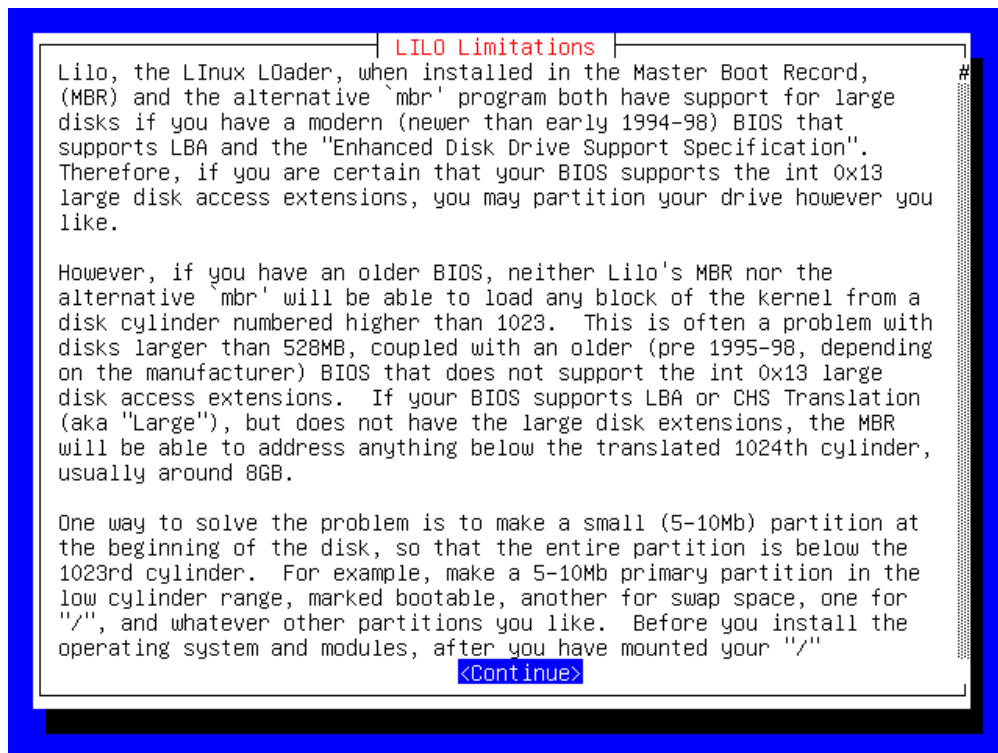 LILO Limitations
Lilo, the LInux LOader, when installed in the Master Boot Record, #
(MBR) and the alternative `mbr' program both have support for large
disks if you have a modern (newer than early 1994-98) BIOS that
supports LBA and the "Enhanced Disk Drive Support Specification".
Therefore, if you are certain that your BIOS supports the int 0x13
large disk access extensions, you may partition your drive however you
like.
However, if you have an older BIOS, neither Lilo's MBR nor the
alternative `mbr' will be able to load any block of the kernel from a
disk cylinder numbered higher than 1023.  This is often a problem with
disks larger than 528MB, coupled with an older (pre 1995-98, depending
on the manufacturer) BIOS that does not support the int 0x13 large
disk access extensions.  If your BIOS supports LBA or CHS Translation
(aka "Large"), but does not have the large disk extensions, the MBR
will be able to address anything below the translated 1024th cylinder,
usually around 8GB.
One way to solve the problem is to make a small (5-10Mb) partition at
the beginning of the disk, so that the entire partition is below the
1023rd cylinder.  For example, make a 5-10Mb primary partition in the
low cylinder range, marked bootable, another for swap space, one for
"/", and whatever other partitions you like.  Before you install the
operating system and modules, after you have mounted your "/"
<Continue>